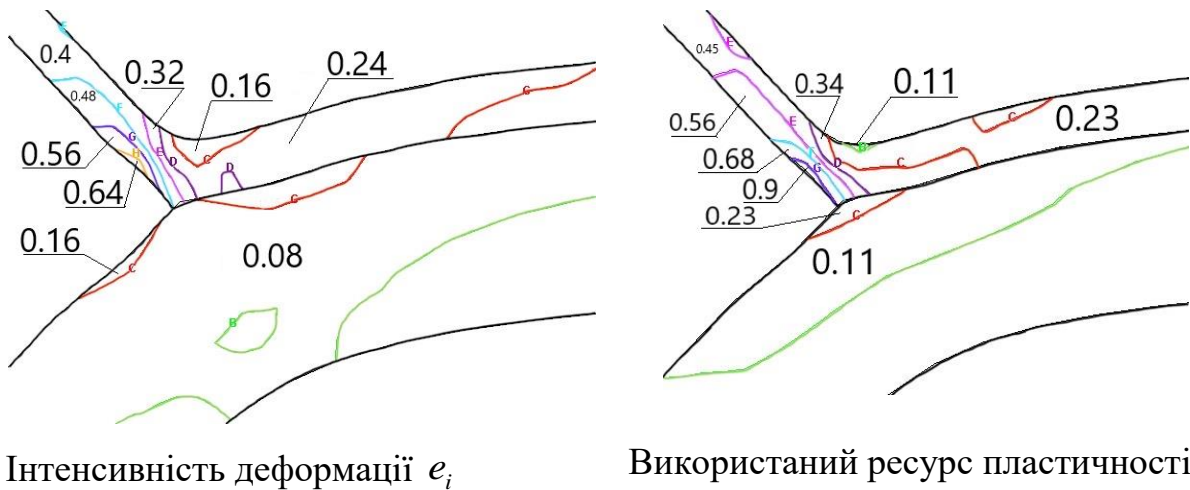 0.4
0.48
0.32
0.16
0.24
0.56
0.64
0.16
0.08
E
F
G
H
E
D
C
D
G
G
C
B
Інтенсивність деформації e_i
0.45
0.34
0.11
0.23
0.56
0.68
0.9
0.23
0.11
E
E
F
G
D
C
C
C
Використаний ресурс пластичності